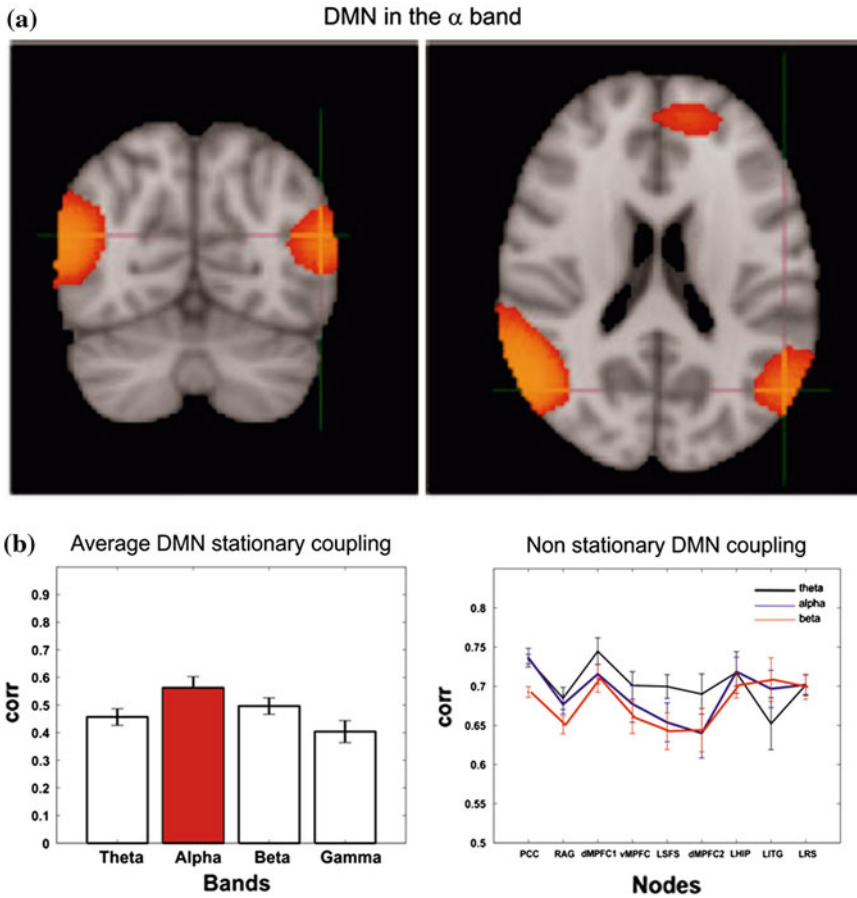 (a)
DMN in the α band
(b)
Average DMN stationary coupling
corr
0.9
0.8
0.7
0.6
0.5
0.4
0.3
0.2
0.1
0
Theta Alpha Beta Gamma
Bands
Non stationary DMN coupling
theta
alpha
beta
corr
0.8
0.75
0.7
0.65
0.6
0.55
0.5
PCC RAG dMPFC1 vMPFC LSFS dMPFC2 LHIP LITG LRS
Nodes